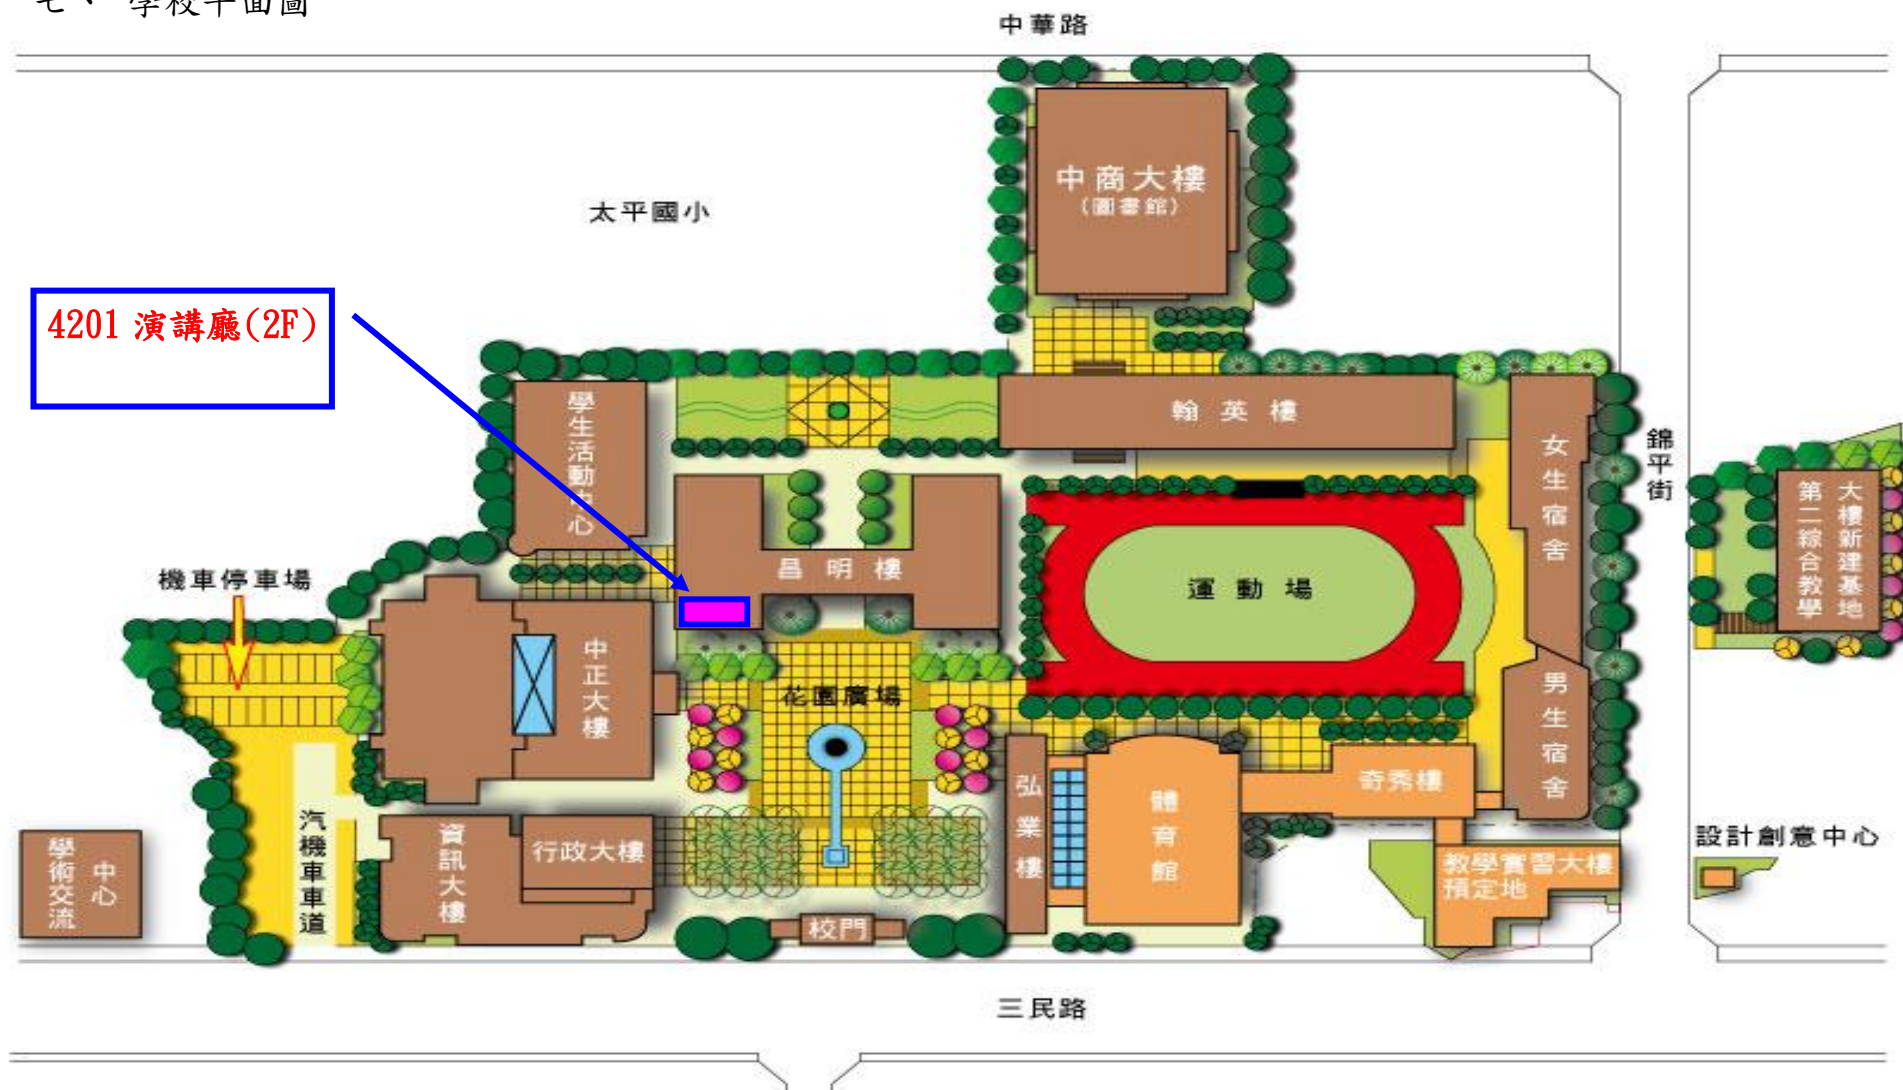 七、 學校平面圖
中華路
中商大樓
(圖書館)
太平國小
4201 演講廳(2F)
學生活動中心
翰英樓
女生宿舍
錦平街
第二綜合教學
大樓新建基地
昌明樓
運動場
機車停車場
中正大樓
花園廣場
男生宿舍
弘業樓
體育館
奇秀樓
汽機車車道
資訊大樓
行政大樓
學術交流
中心
校門
教學實習大樓
預定地
設計創意中心
三民路